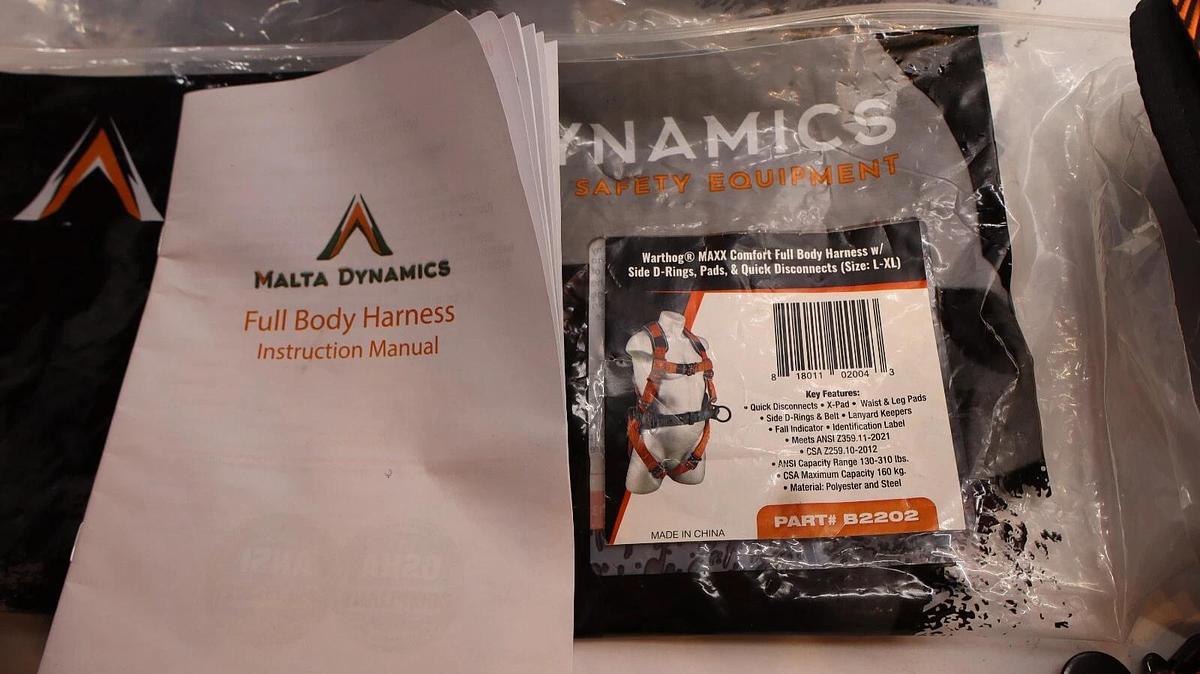 MALTA DYNAMICS
Full Body Harness
Instruction Manual
YNAMICS
SAFETY EQUIPMENT
Warthog® MAXX Comfort Full Body Harness w/
Side D-Rings, Pads, & Quick Disconnects (Size: L-XL)
8 18011 02004 3
Key Features:
• Quick Disconnects • X-Pad • Waist & Leg Pads
• Side D-Rings & Belt • Lanyard Keepers
• Fall Indicator • Identification Label
• Meets ANSI Z359.11-2021
• CSA Z259.10-2012
• ANSI Capacity Range 130-310 lbs.
• CSA Maximum Capacity 160 kg.
• Material: Polyester and Steel
PART# B2202
MADE IN CHINA